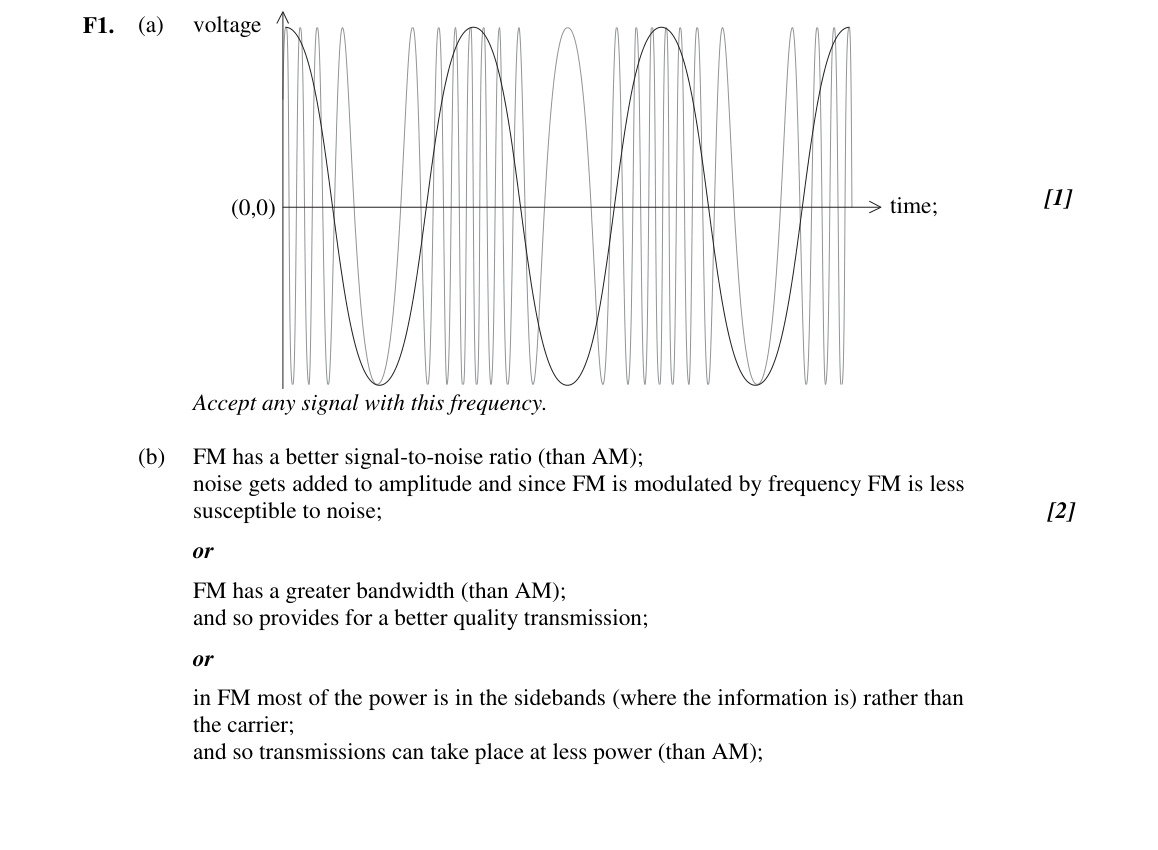 F1. (a) voltage
(0,0)
time;
[1]
Accept any signal with this frequency.
(b) FM has a better signal-to-noise ratio (than AM);
noise gets added to amplitude and since FM is modulated by frequency FM is less
susceptible to noise; [2]
or
FM has a greater bandwidth (than AM);
and so provides for a better quality transmission;
or
in FM most of the power is in the sidebands (where the information is) rather than
the carrier;
and so transmissions can take place at less power (than AM);